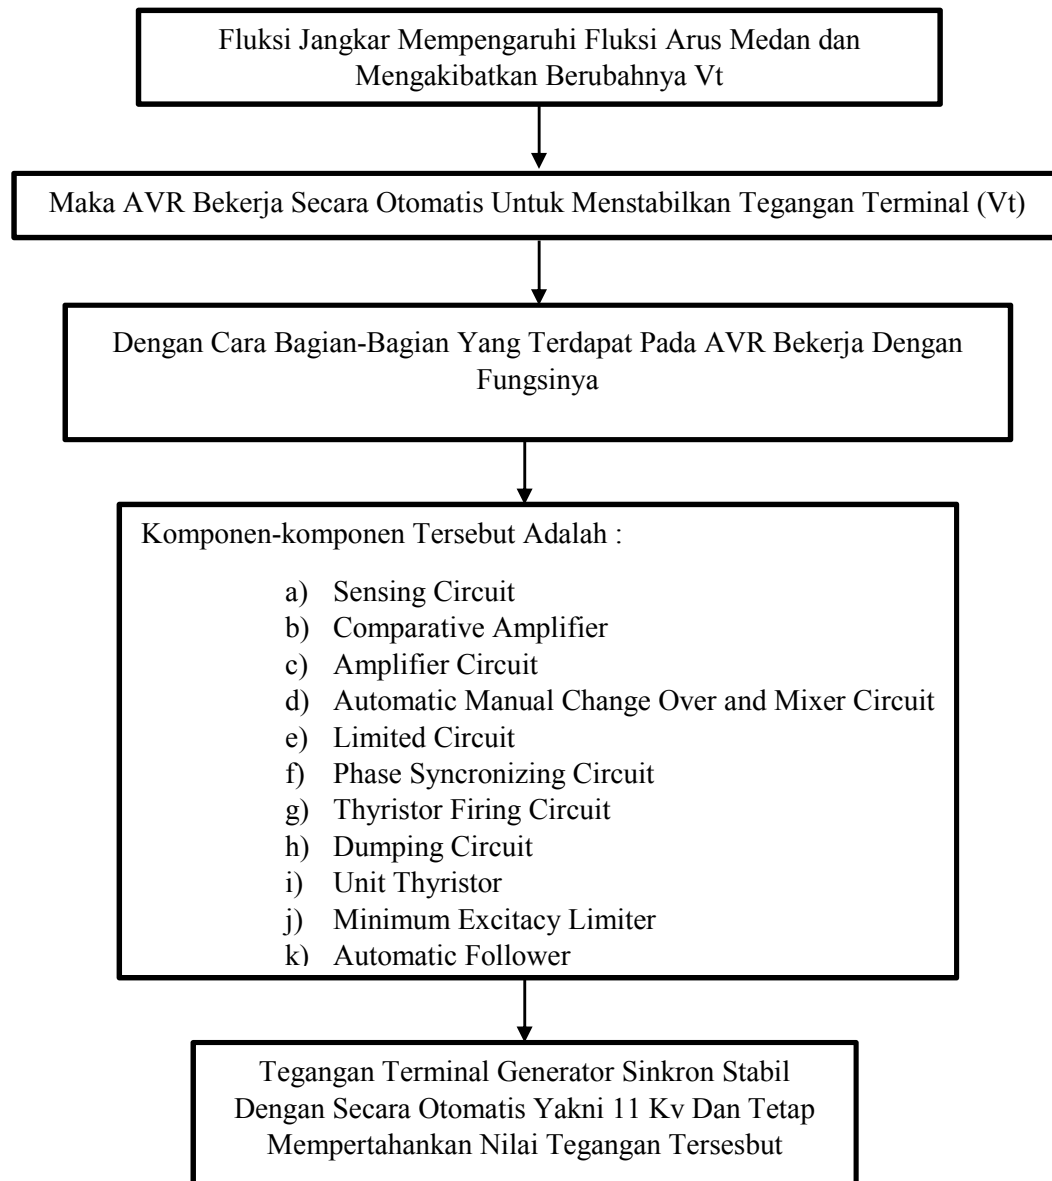 Fluksi Jangkar Mempengaruhi Fluksi Arus Medan dan
Mengakibatkan Berubahnya Vt
Maka AVR Bekerja Secara Otomatis Untuk Menstabilkan Tegangan Terminal (Vt)
Dengan Cara Bagian-Bagian Yang Terdapat Pada AVR Bekerja Dengan
Fungsinya
Komponen-komponen Tersebut Adalah :
a) Sensing Circuit
b) Comparative Amplifier
c) Amplifier Circuit
d) Automatic Manual Change Over and Mixer Circuit
e) Limited Circuit
f) Phase Syncronizing Circuit
g) Thyristor Firing Circuit
h) Dumping Circuit
i) Unit Thyristor
j) Minimum Excitacy Limiter
k) Automatic Follower
Tegangan Terminal Generator Sinkron Stabil
Dengan Secara Otomatis Yakni 11 Kv Dan Tetap
Mempertahankan Nilai Tegangan Tersesbut